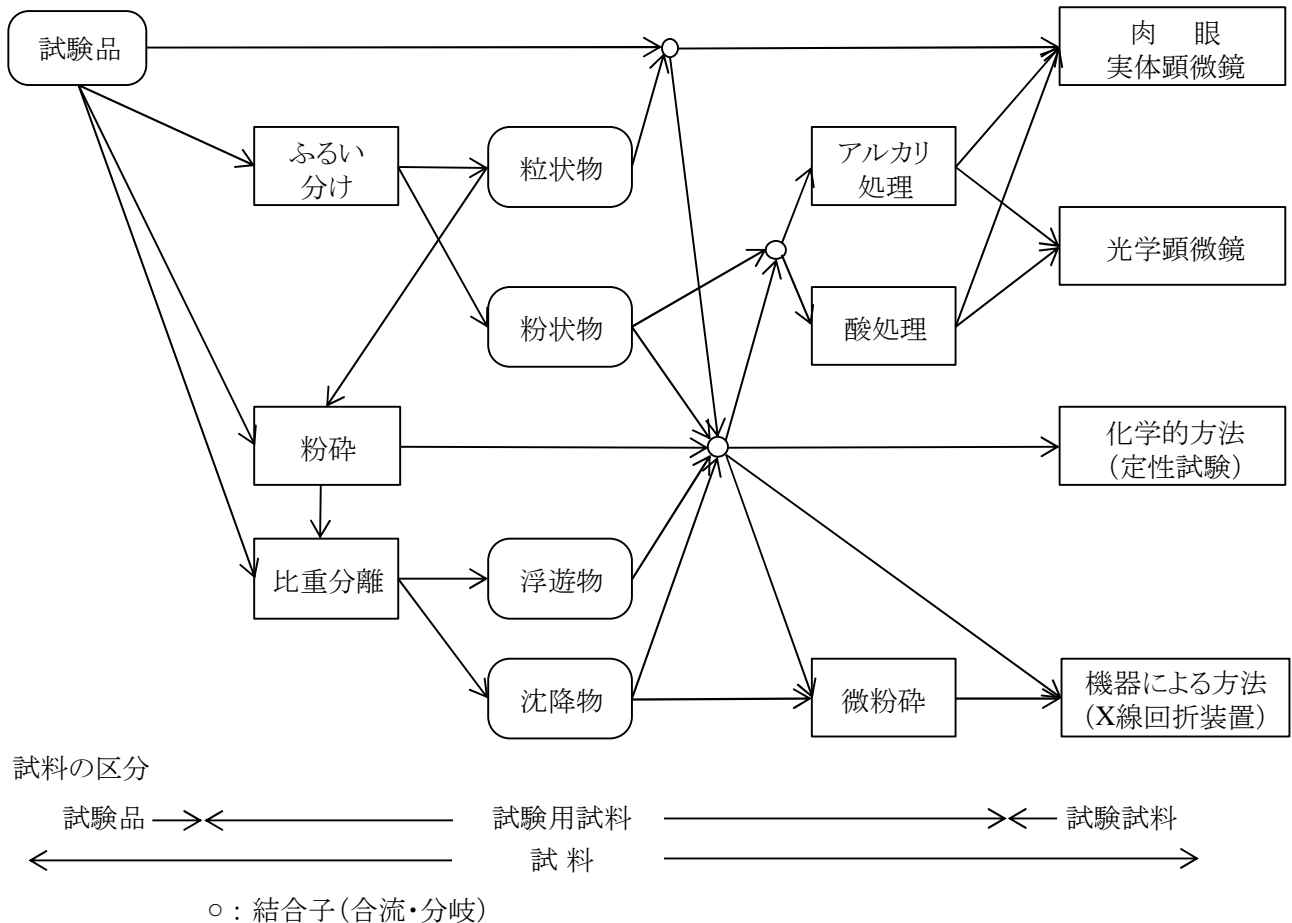 試験品
肉 眼
実体顕微鏡
ふるい
分け
粒状物
アルカリ
処理
光学顕微鏡
粉状物
酸処理
粉砕
化学的方法
(定性試験)
比重分離
浮遊物
沈降物
微粉砕
機器による方法
(X線回折装置)
試料の区分
試験品
試験用試料
試験試料
試 料
○ : 結合子(合流・分岐)